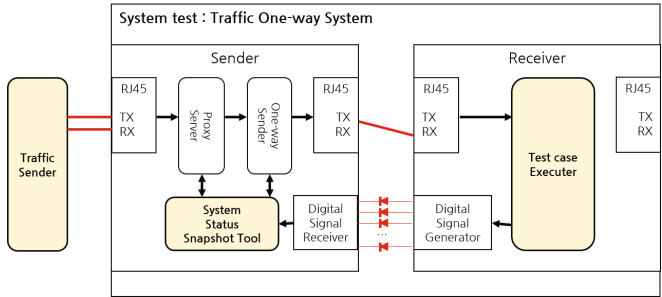 System test : Traffic One-way System
Sender
Receiver
Traffic
Sender
RJ45
TX
RX
Proxy
Server
One-way
Sender
RJ45
TX
RX
RJ45
TX
RX
Test case
Executer
RJ45
TX
RX
System
Status
Snapshot Tool
Digital
Signal
Receiver
...
Digital
Signal
Generator